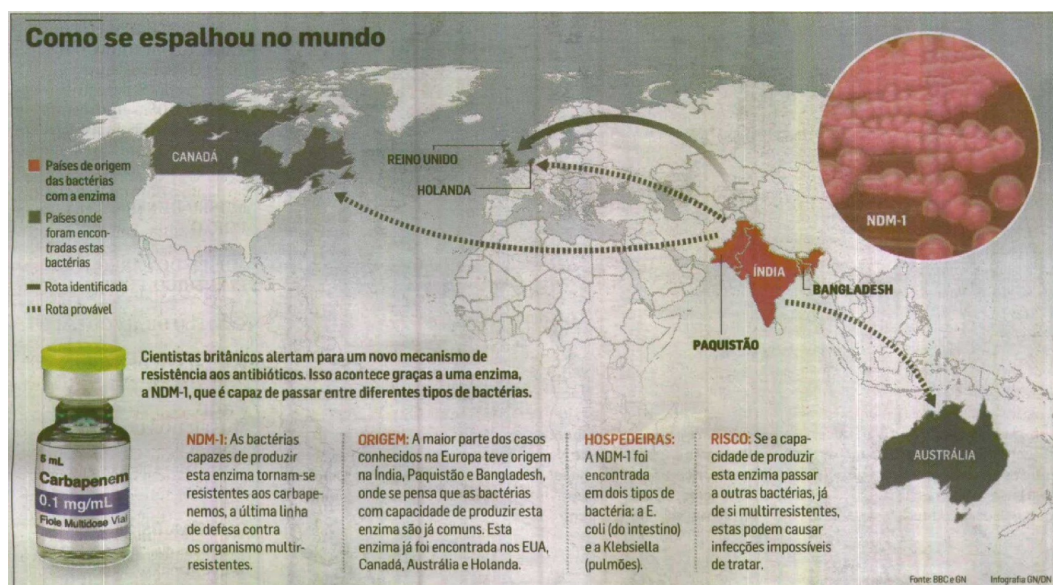 Como se espalhou no mundo
Países de origem
das bactérias
com a enzima
Países onde
foram encon-
tradas estas
bactérias
Rota identificada
Rota provável
CANADÁ
REINO UNIDO
HOLANDA
NDM-1
ÍNDIA
BANGLADESH
PAQUISTÃO
AUSTRÁLIA
Cientistas britânicos alertam para um novo mecanismo de
resistência aos antibióticos. Isso acontece graças a uma enzima,
a NDM-1, que é capaz de passar entre diferentes tipos de bactérias.
5 mL
Carbapenem
0.1 mg/mL
Fiole Multidose Vial
NDM-1: As bactérias
capazes de produzir
esta enzima tornam-se
resistentes aos carbape-
nemos, a última linha
de defesa contra
os organismo multir-
resistentes.
ORIGEM: A maior parte dos casos
conhecidos na Europa teve origem
na Índia, Paquistão e Bangladesh,
onde se pensa que as bactérias
com capacidade de produzir esta
enzima são já comuns. Esta
enzima já foi encontrada nos EUA,
Canadá, Austrália e Holanda.
HOSPEDEIRAS:
A NDM-1 foi
encontrada
em dois tipos de
bactéria: a E.
coli (do intestino)
e a Klebsiella
(pulmões).
RISCO: Se a capa-
cidade de produzir
esta enzima passar
a outras bactérias, já
de si multirresistentes,
estas podem causar
infecções impossíveis
de tratar.
Fonte: BBC e GN Infografia GN/GN